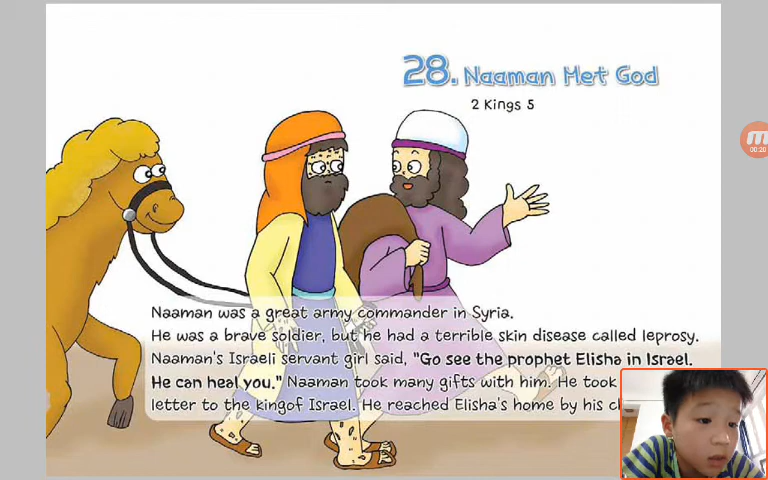 28. Naaman Met God
2 Kings 5
00:20
Naaman was a great army commander in Syria.
He was a brave soldier, but he had a terrible skin disease called leprosy.
Naaman's Israeli servant girl said, "Go see the prophet Elisha in Israel.
He can heal you." Naaman took many gifts with him. He took
letter to the kingof Israel. He reached Elisha's home by his